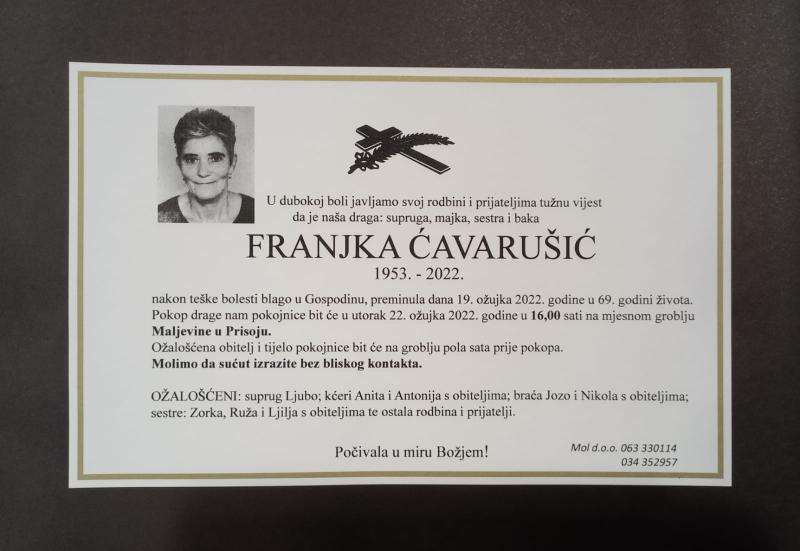 U dubokoj boli javljamo svoj rodbini i prijateljima tužnu vijest
da je naša draga: supruga, majka, sestra i baka
FRANJKA ĆAVARUŠIĆ
1953. - 2022.
nakon teške bolesti blago u Gospodinu, preminula dana 19. ožujka 2022. godine u 69. godini života.
Pokop drage nam pokojnice bit će u utorak 22. ožujka 2022. godine u 16,00 sati na mjesnom groblju
Maljevine u Prisoju.
Ožalošćena obitelj i tijelo pokojnice bit će na groblju pola sata prije pokopa.
Molimo da sućut izrazite bez bliskog kontakta.
OŽALOŠĆENI: suprug Ljubo; kćeri Anita i Antonija s obiteljima; braća Jozo i Nikola s obiteljima;
sestre: Zorka, Ruža i Ljilja s obiteljima te ostala rodbina i prijatelji.
Počivala u miru Božjem!
Mol d.o.o. 063 330114
034 352957